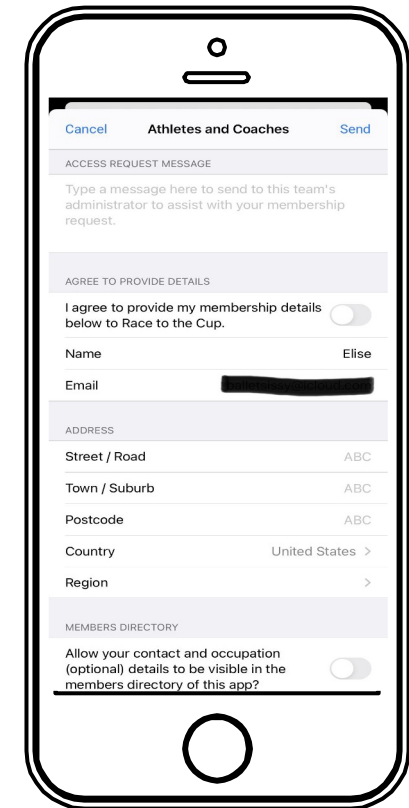 Cancel Athletes and Coaches Send
ACCESS REQUEST MESSAGE
Type a message here to send to this team's
administrator to assist with your membership
request.
AGREE TO PROVIDE DETAILS
I agree to provide my membership details
below to Race to the Cup.
Name Elise
Email
ADDRESS
Street / Road ABC
Town / Suburb ABC
Postcode ABC
Country United States >
Region >
MEMBERS DIRECTORY
Allow your contact and occupation
(optional) details to be visible in the
members directory of this app?